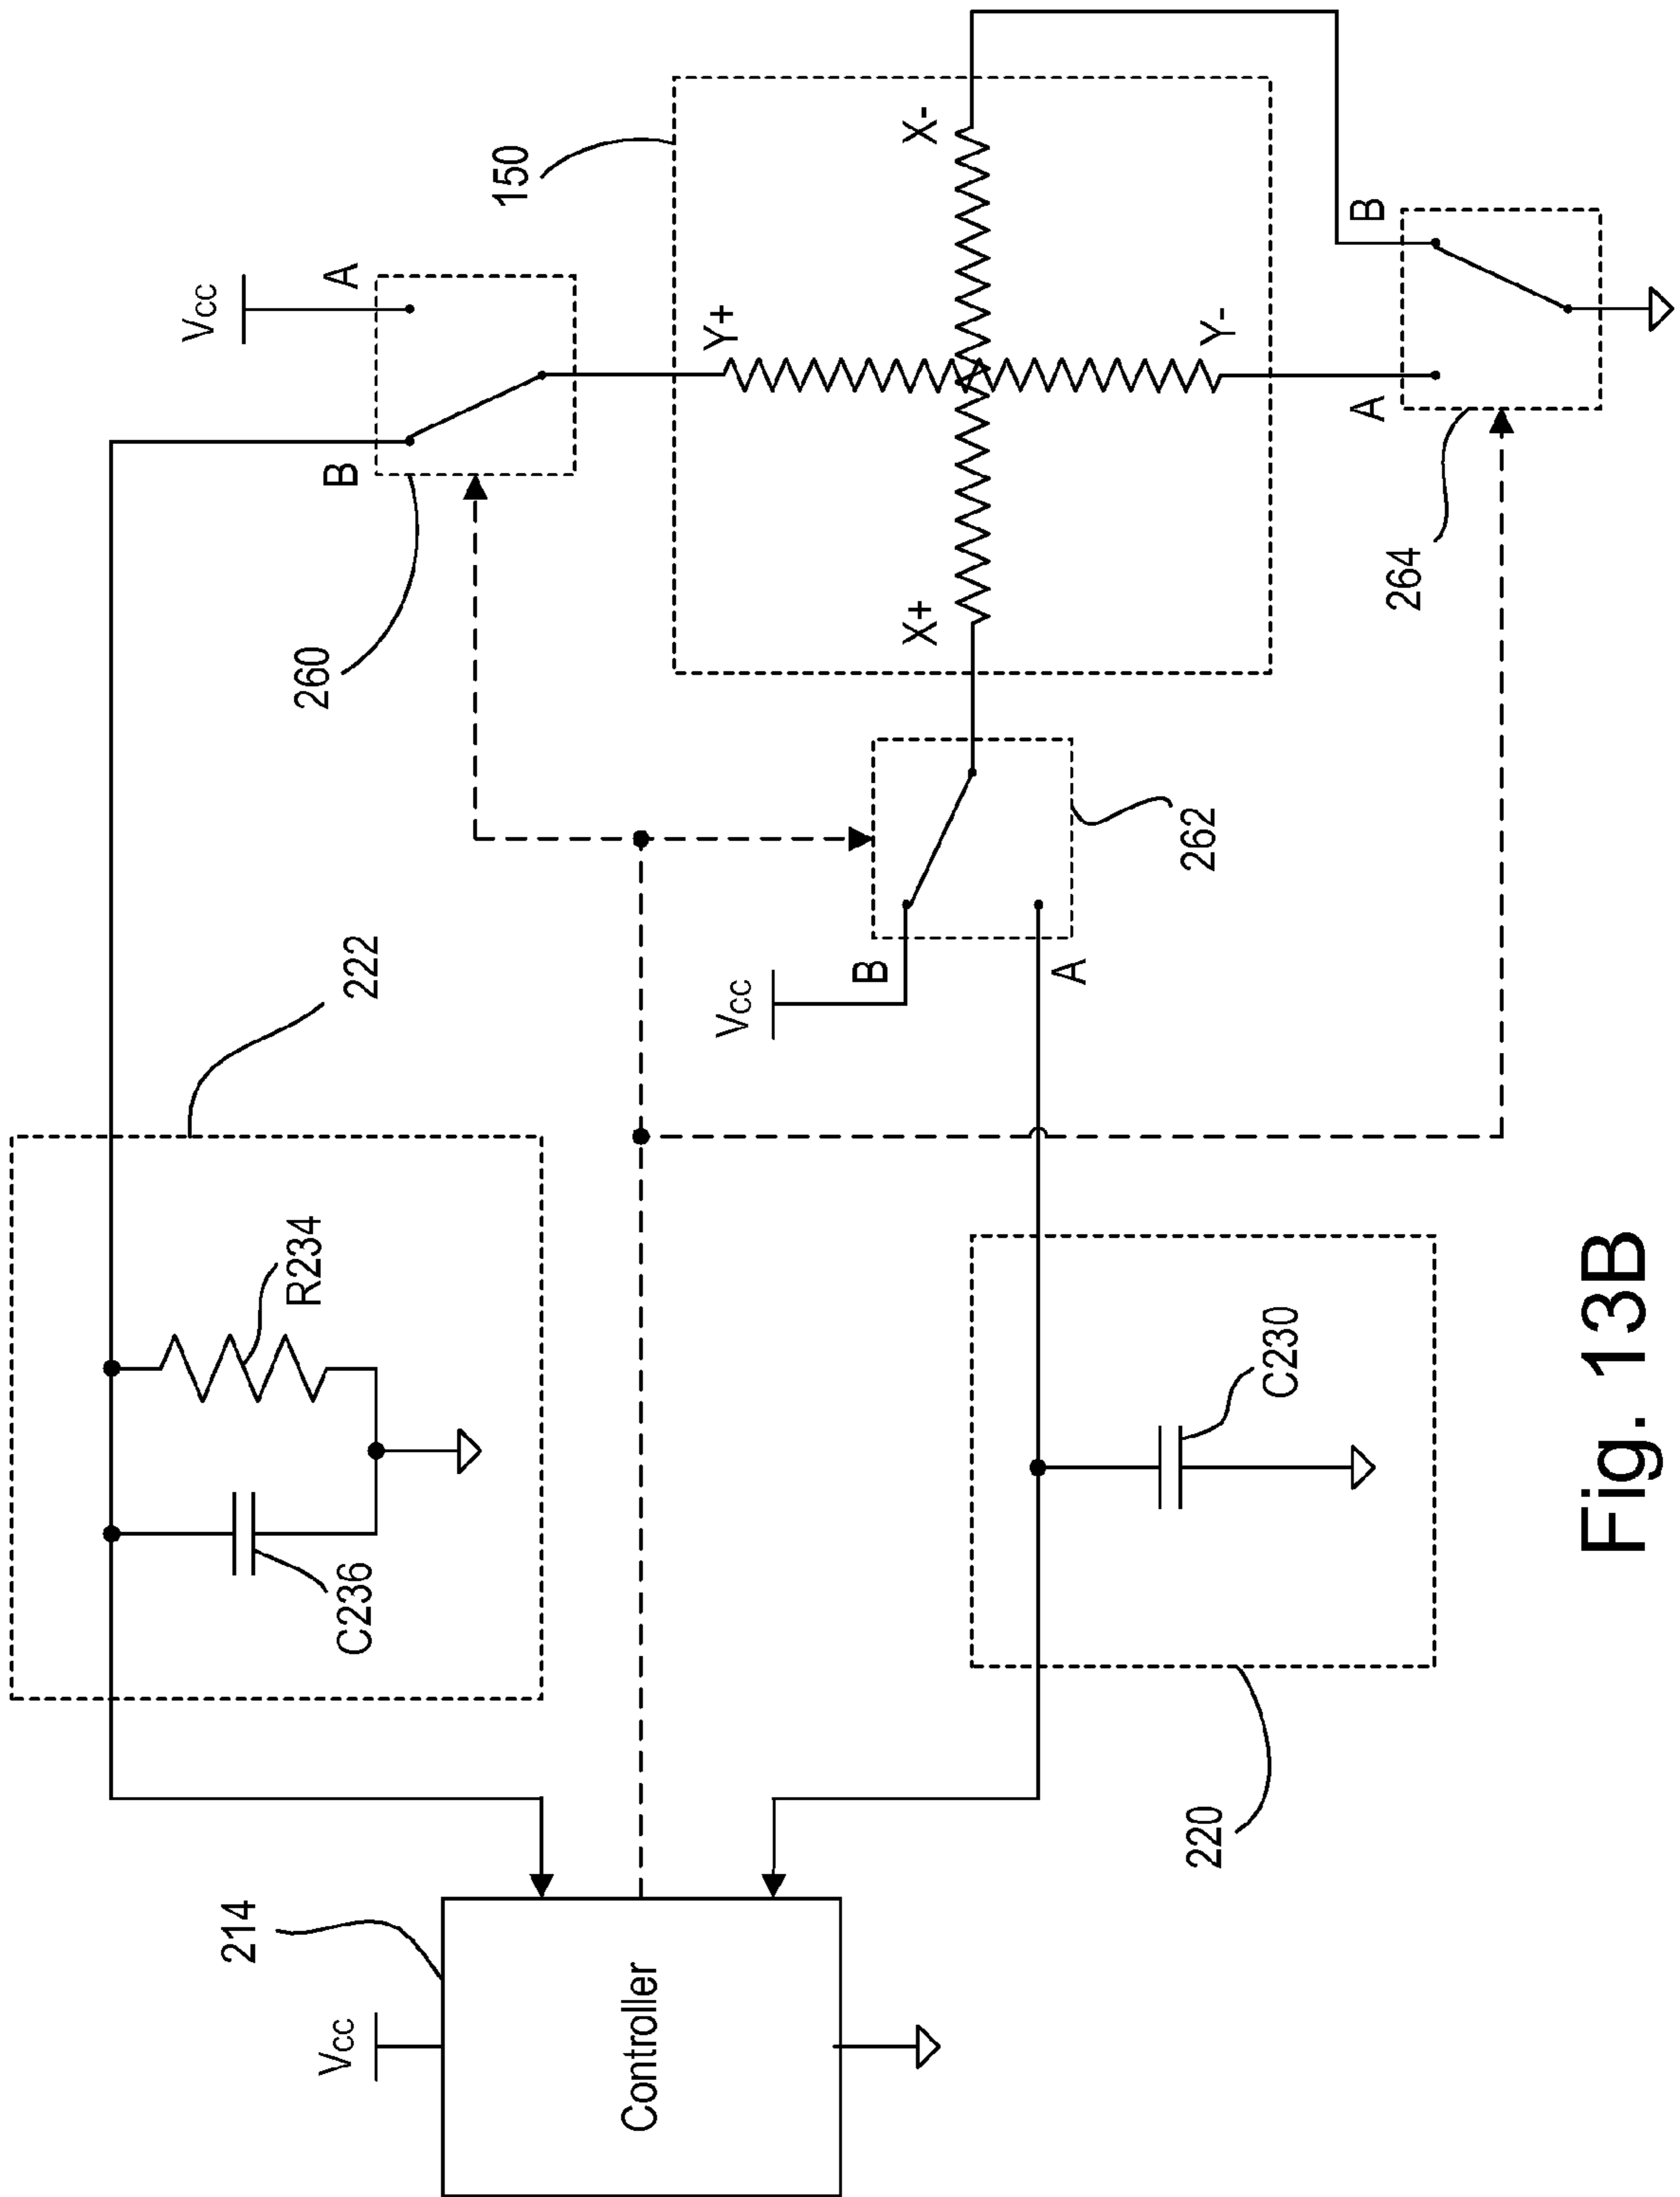 214
Vcc
Controller
222
C236
R234
260
B
A
Vcc
150
Y+
X+
X-
Y-
Vcc
B
A
262
220
C230
264
A
B
Fig. 13B